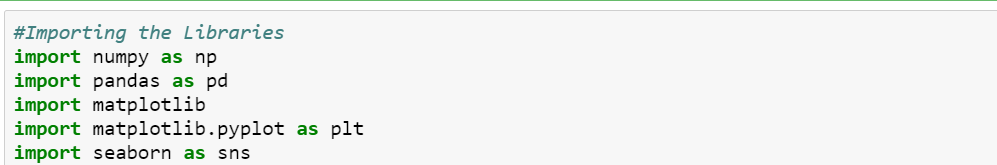 #Importing the Libraries
import numpy as np
import pandas as pd
import matplotlib
import matplotlib.pyplot as plt
import seaborn as sns